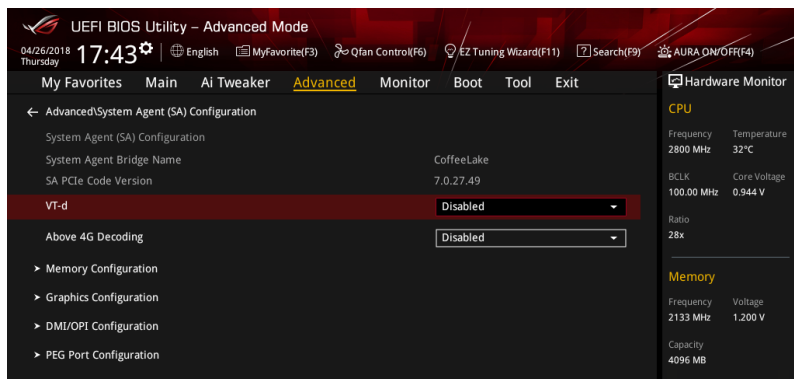 UEFI BIOS Utility – Advanced Mode
04/26/2018 Thursday 17:43 English MyFavorite(F3) Qfan Control(F6) EZ Tuning Wizard(F11) ? Search(F9) AURA ON/OFF(F4)
My Favorites Main Ai Tweaker Advanced Monitor Boot Tool Exit
← Advanced\System Agent (SA) Configuration
System Agent (SA) Configuration
System Agent Bridge Name CoffeeLake
SA PCIe Code Version 7.0.27.49
VT-d Disabled
Above 4G Decoding Disabled
> Memory Configuration
> Graphics Configuration
> DMI/OPI Configuration
> PEG Port Configuration
Hardware Monitor
CPU
Frequency Temperature
2800 MHz 32°C
BCLK Core Voltage
100.00 MHz 0.944 V
Ratio
28x
Memory
Frequency Voltage
2133 MHz 1.200 V
Capacity
4096 MB